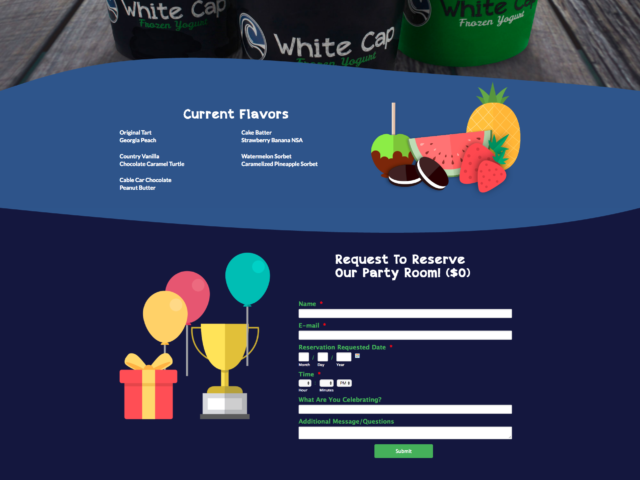 White Cap
Frozen Yogurt
White Cap
Frozen Yogurt
White Cap
Frozen Yogurt
Current Flavors
Original Tart
Georgia Peach
Country Vanilla
Chocolate Caramel Turtle
Cable Car Chocolate
Peanut Butter
Cake Batter
Strawberry Banana NSA
Watermelon Sorbet
Caramelized Pineapple Sorbet
Request To Reserve
Our Party Room! ($0)
Name *
E-mail *
Reservation Requested Date *
/ /
Month Day Year
Time *
: PM
Hour Minutes
What Are You Celebrating?
Additional Message/Questions
Submit